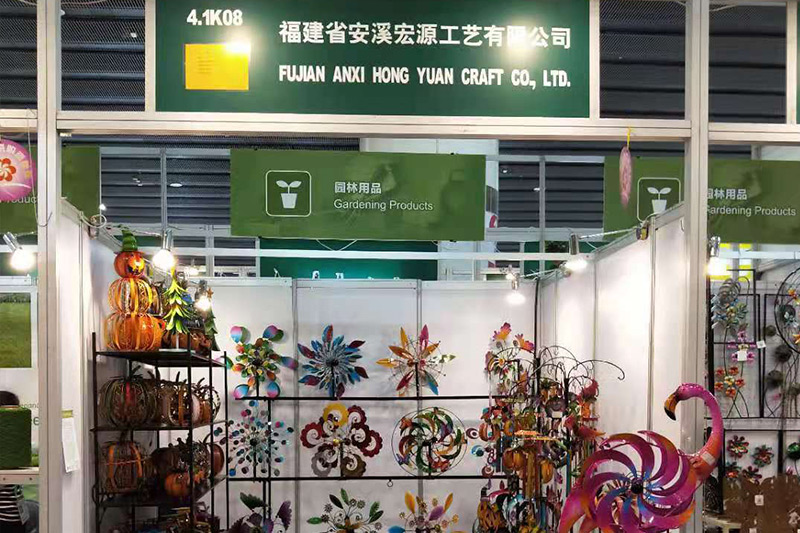 4.1K08
福建省安溪宏源工艺有限公司
FUJIAN ANXI HONG YUAN CRAFT CO., LTD.
园林用品
Gardening Products
园林用品
Gardening Products